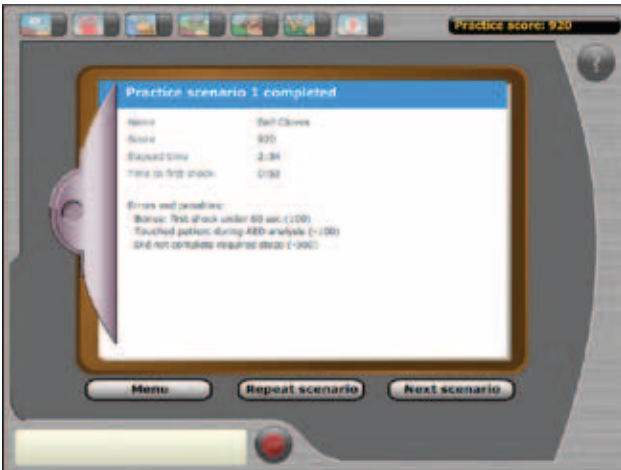 Practice score: 920
Practice scenario 1 completed
Name
Score 920
Elapsed time
Time to first shock
Errors and penalties:
Bonus: first shock under 60 sec (100)
Touched patient during AED analysis (-100)
Did not complete required steps
Menu Repeat scenario Next scenario